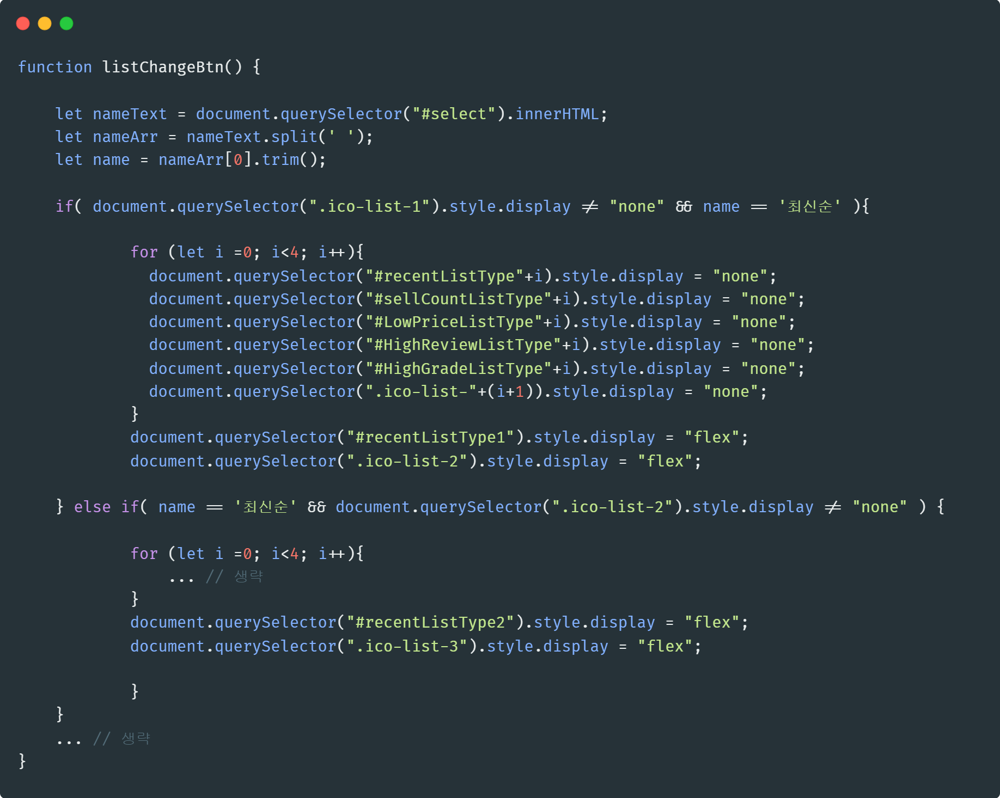 function listChangeBtn() {
let nameText = document.querySelector("#select").innerHTML;
let nameArr = nameText.split(' ');
let name = nameArr[0].trim();
if( document.querySelector(".ico-list-1").style.display != "none" && name == '최신순' ){
for (let i =0; i<4; i++){
document.querySelector("#recentListType"+i).style.display = "none";
document.querySelector("#sellCountListType"+i).style.display = "none";
document.querySelector("#LowPriceListType"+i).style.display = "none";
document.querySelector("#HighReviewListType"+i).style.display = "none";
document.querySelector("#HighGradeListType"+i).style.display = "none";
document.querySelector(".ico-list-"+(i+1)).style.display = "none";
}
document.querySelector("#recentListType1").style.display = "flex";
document.querySelector(".ico-list-2").style.display = "flex";
} else if( name == '최신순' && document.querySelector(".ico-list-2").style.display != "none" ) {
for (let i =0; i<4; i++){
... // 생략
}
document.querySelector("#recentListType2").style.display = "flex";
document.querySelector(".ico-list-3").style.display = "flex";
}
}
... // 생략
}